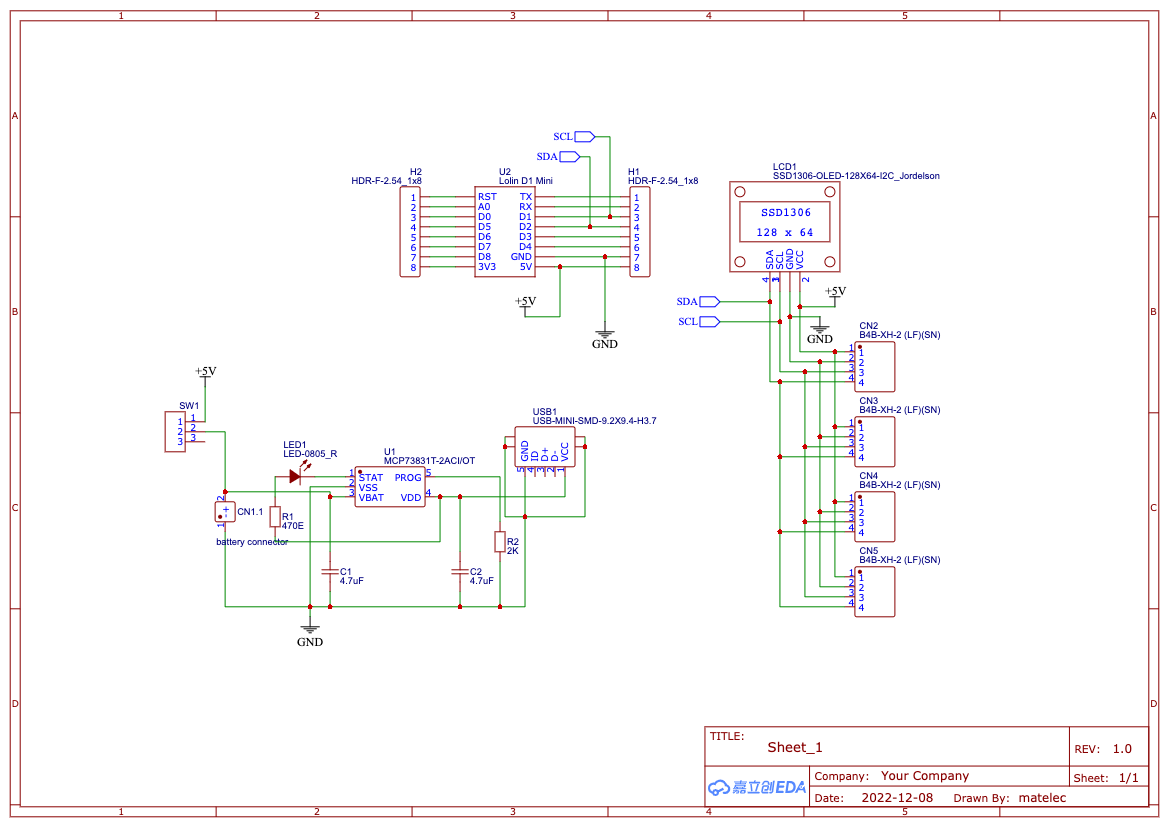 1 2 3 4 5
A A
SCL
SDA
H2
HDR-F-2.54_1x8
U2
Lolin D1 Mini
H1
HDR-F-2.54_1x8
1 RST TX 1
2 A0 RX 2
3 D0 D1 3
4 D5 D2 4
5 D6 D3 5
6 D7 D4 6
7 D8 GND 7
8 3V3 5V 8
+5V
GND
LCD1
SSD1306-OLED-128X64-I2C_Jordelson
SSD1306
128 x 64
SDA SCL GND VCC
4 3 1 2
+5V
SDA
SCL
GND
B B
CN2
B4B-XH-2 (LF)(SN)
1 1
2 2
3 3
4 4
CN3
B4B-XH-2 (LF)(SN)
1 1
2 2
3 3
4 4
CN4
B4B-XH-2 (LF)(SN)
1 1
2 2
3 3
4 4
CN5
B4B-XH-2 (LF)(SN)
1 1
2 2
3 3
4 4
+5V
SW1
1 1
2 2
3 3
LED1
LED-0805_R
U1
MCP73831T-2ACI/OT
1 STAT PROG 5
2 VSS
3 VBAT VDD 4
USB1
USB-MINI-SMD-9.2X9.4-H3.7
GND ID D+ D- VCC
5 4 3 2 1
C C
2
+
-
1
CN1.1
battery connector
R1
470E
R2
2K
C1
4.7uF
C2
4.7uF
GND
D D
TITLE:
Sheet_1
REV: 1.0
嘉立创EDA
Company: Your Company
Sheet: 1/1
Date: 2022-12-08 Drawn By: matelec
1 2 3 4 5